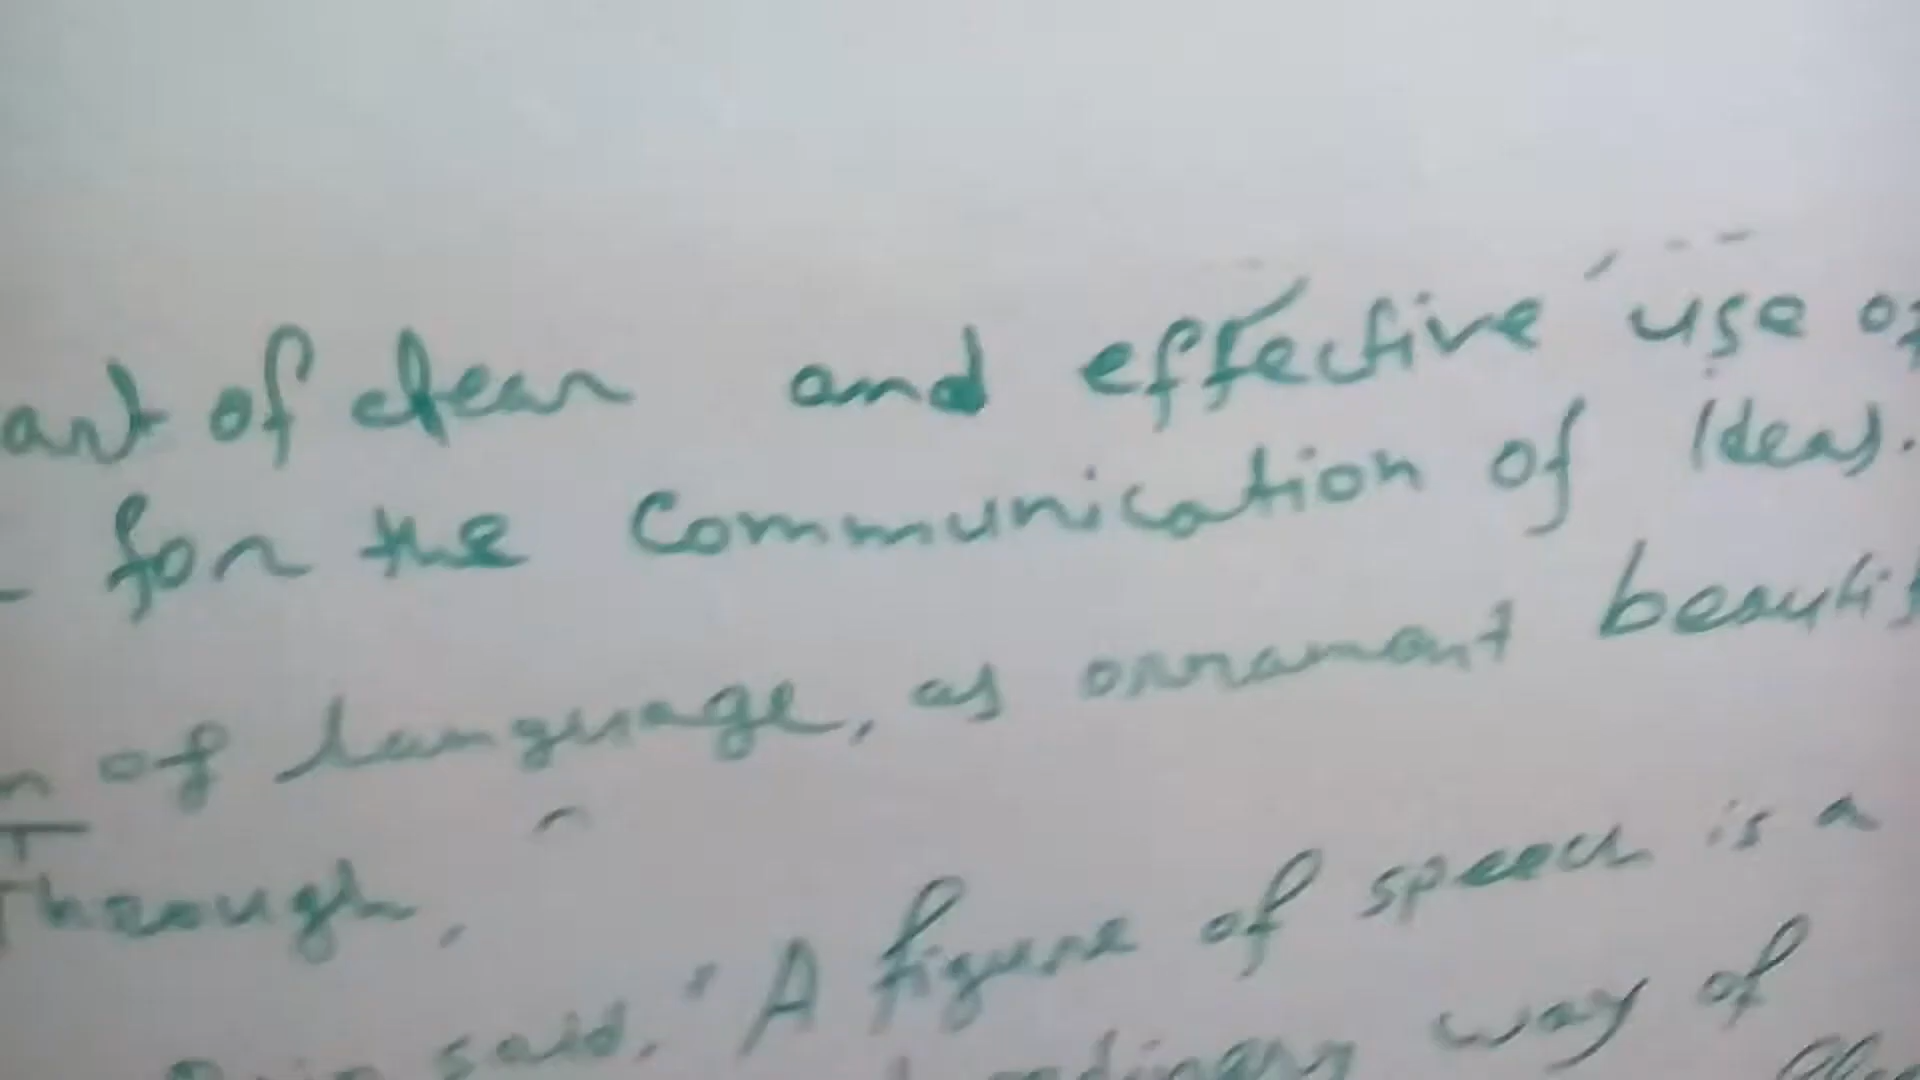 art of clear and effective use of
- for the Communication of Ideas.
of language, as ornament beautif
Through,
said, "A figure of speech is a
way of